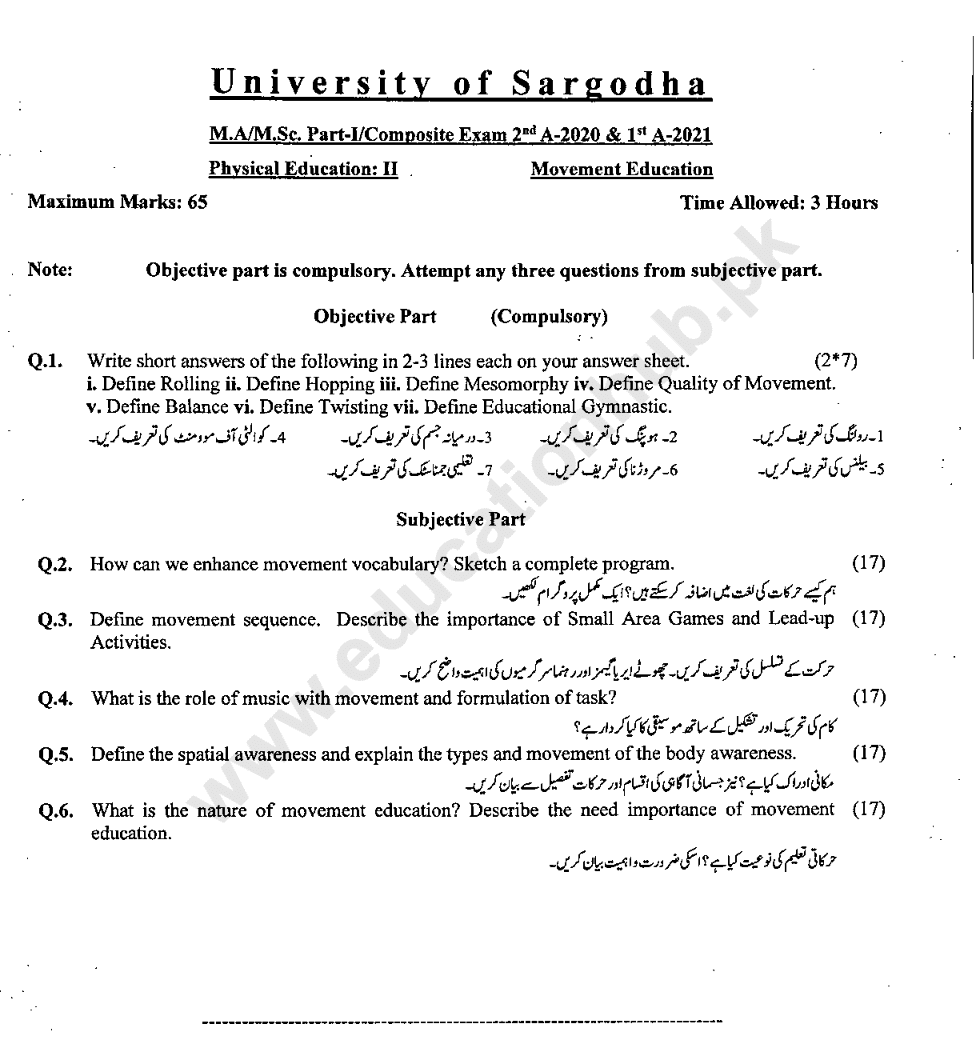 University of Sargodha
M.A/M.Sc. Part-I/Composite Exam 2nd A-2020 & 1st A-2021
Physical Education: II Movement Education
Maximum Marks: 65 Time Allowed: 3 Hours
Note: Objective part is compulsory. Attempt any three questions from subjective part.
Objective Part (Compulsory)
Q.1. Write short answers of the following in 2-3 lines each on your answer sheet. (2*7)
i. Define Rolling ii. Define Hopping iii. Define Mesomorphy iv. Define Quality of Movement.
v. Define Balance vi. Define Twisting vii. Define Educational Gymnastic.
1۔ رولنگ کی تعریف کریں۔ 2۔ ہوپنگ کی تعریف کریں۔ 3۔ درمیانہ جسم کی تعریف کریں۔ 4۔ کوالٹی آف موومنٹ کی تعریف کریں۔
5۔ بیلنس کی تعریف کریں۔ 6۔ مروڑنا کی تعریف کریں۔ 7۔ تعلیمی جمناسٹک کی تعریف کریں۔
Subjective Part
Q.2. How can we enhance movement vocabulary? Sketch a complete program. (17)
ہم کیسے حرکات کی لغت میں اضافہ کر سکتے ہیں؟ ایک مکمل پروگرام لکھیں۔
Q.3. Define movement sequence. Describe the importance of Small Area Games and Lead-up (17)
Activities.
حرکت کے تسلسل کی تعریف کریں۔ چھوٹے ایریا گیمز اور رہنما سرگرمیوں کی اہمیت واضح کریں۔
Q.4. What is the role of music with movement and formulation of task? (17)
کام کی تحریک اور تشکیل کے ساتھ موسیقی کا کیا کردار ہے؟
Q.5. Define the spatial awareness and explain the types and movement of the body awareness. (17)
مکانی ادراک کیا ہے؟ نیز جسمانی آگاہی کی اقسام اور حرکات تفصیل سے بیان کریں۔
Q.6. What is the nature of movement education? Describe the need importance of movement (17)
education.
حرکاتی تعلیم کی نوعیت کیا ہے؟ اسکی ضرورت و اہمیت بیان کریں۔
www.educationhub.pk